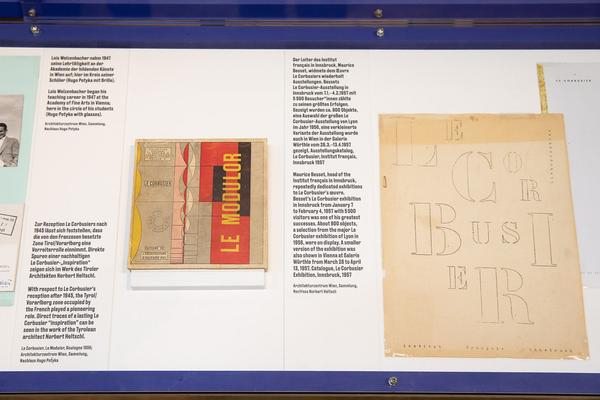 Lois Welzenbacher nahm 1947
seine Lehrtätigkeit an der
Akademie der bildenden Künste
in Wien auf; hier im Kreis seiner
Schüler (Hugo Potyka mit Brille).
Lois Welzenbacher began his
teaching career in 1947 at the
Academy of Fine Arts in Vienna;
here in the circle of his students
(Hugo Potyka with glasses).
Architekturzentrum Wien, Sammlung,
Nachlass Hugo Potyka
Zur Rezeption Le Corbusiers nach
1945 lässt sich feststellen, dass
die von den Franzosen besetzte
Zone Tirol/Vorarlberg eine
Vorreiterrolle einnimmt. Direkte
Spuren einer nachhaltigen
Le Corbusier-„Inspiration“
zeigen sich im Werk des Tiroler
Architekten Norbert Heltschl.
With respect to Le Corbusier's
reception after 1945, the Tyrol/
Vorarlberg zone occupied by
the French played a pioneering
role. Direct traces of a lasting Le
Corbusier “inspiration” can be
seen in the work of the Tyrolean
architect Norbert Heltschl.
Le Corbusier, Le Modulor, Boulogne 1950;
Architekturzentrum Wien, Sammlung,
Nachlass Hugo Potyka
LE CORBUSIER
LE MODULOR
Der Leiter des Institut
français in Innsbruck, Maurice
Besset, widmete dem Œuvre
Le Corbusiers wiederholt
Ausstellungen. Bessets
Le Corbusier-Ausstellung in
Innsbruck vom 7.1.–4.2.1957 mit
5 500 Besucher*innen zählte
zu seinen größten Erfolgen.
Gezeigt wurden ca. 800 Objekte,
eine Auswahl der großen Le
Corbusier-Ausstellung von Lyon
im Jahr 1956, eine verkleinerte
Variante der Ausstellung wurde
auch in Wien in der Galerie
Würthle vom 28.3.–13.4.1957
gezeigt. Ausstellungskatalog,
Le Corbusier, Institut français,
Innsbruck 1957
Maurice Besset, head of the
Institut français in Innsbruck,
repeatedly dedicated exhibitions
to Le Corbusier's œuvre.
Besset's Le Corbusier exhibition
in Innsbruck from January 7
to February 4, 1957 with 5500
visitors was one of his greatest
successes. About 800 objects,
a selection from the major Le
Corbusier exhibition of Lyon in
1956, were on display. A smaller
version of the exhibition was
also shown in Vienna at Galerie
Würthle from March 28 to April
13, 1957. Catalogue, Le Corbusier
Exhibition, Innsbruck, 1957
Architekturzentrum Wien, Sammlung,
Nachlass Norbert Heltschl
LE
COR
BUSI
ER
institut français innsbruck
LE CORBUSIER